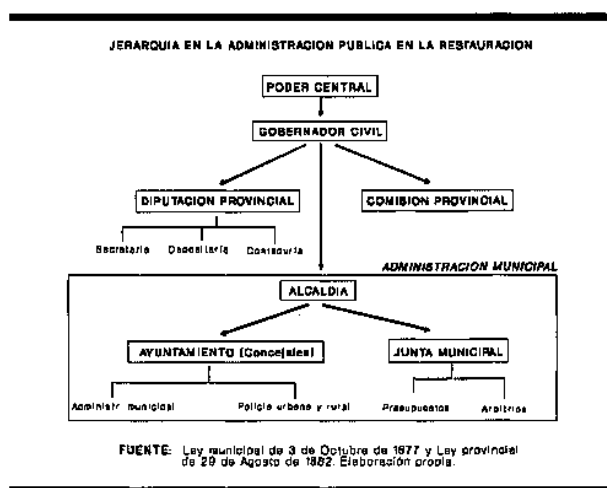 JERARQUIA EN LA ADMINISTRACION PUBLICA EN LA RESTAURACION
PODER CENTRAL
GOBERNADOR CIVIL
DIPUTACION PROVINCIAL
COMISION PROVINCIAL
Secretaría Depositaría Contaduría
ADMINISTRACION MUNICIPAL
ALCALDIA
AYUNTAMIENTO (Concejales)
JUNTA MUNICIPAL
Administr. municipal Policía urbana y rural Presupuestos Arbitrios
FUENTE: Ley municipal de 3 de Octubre de 1877 y Ley provincial
de 29 de Agosto de 1882. Elaboración propia.